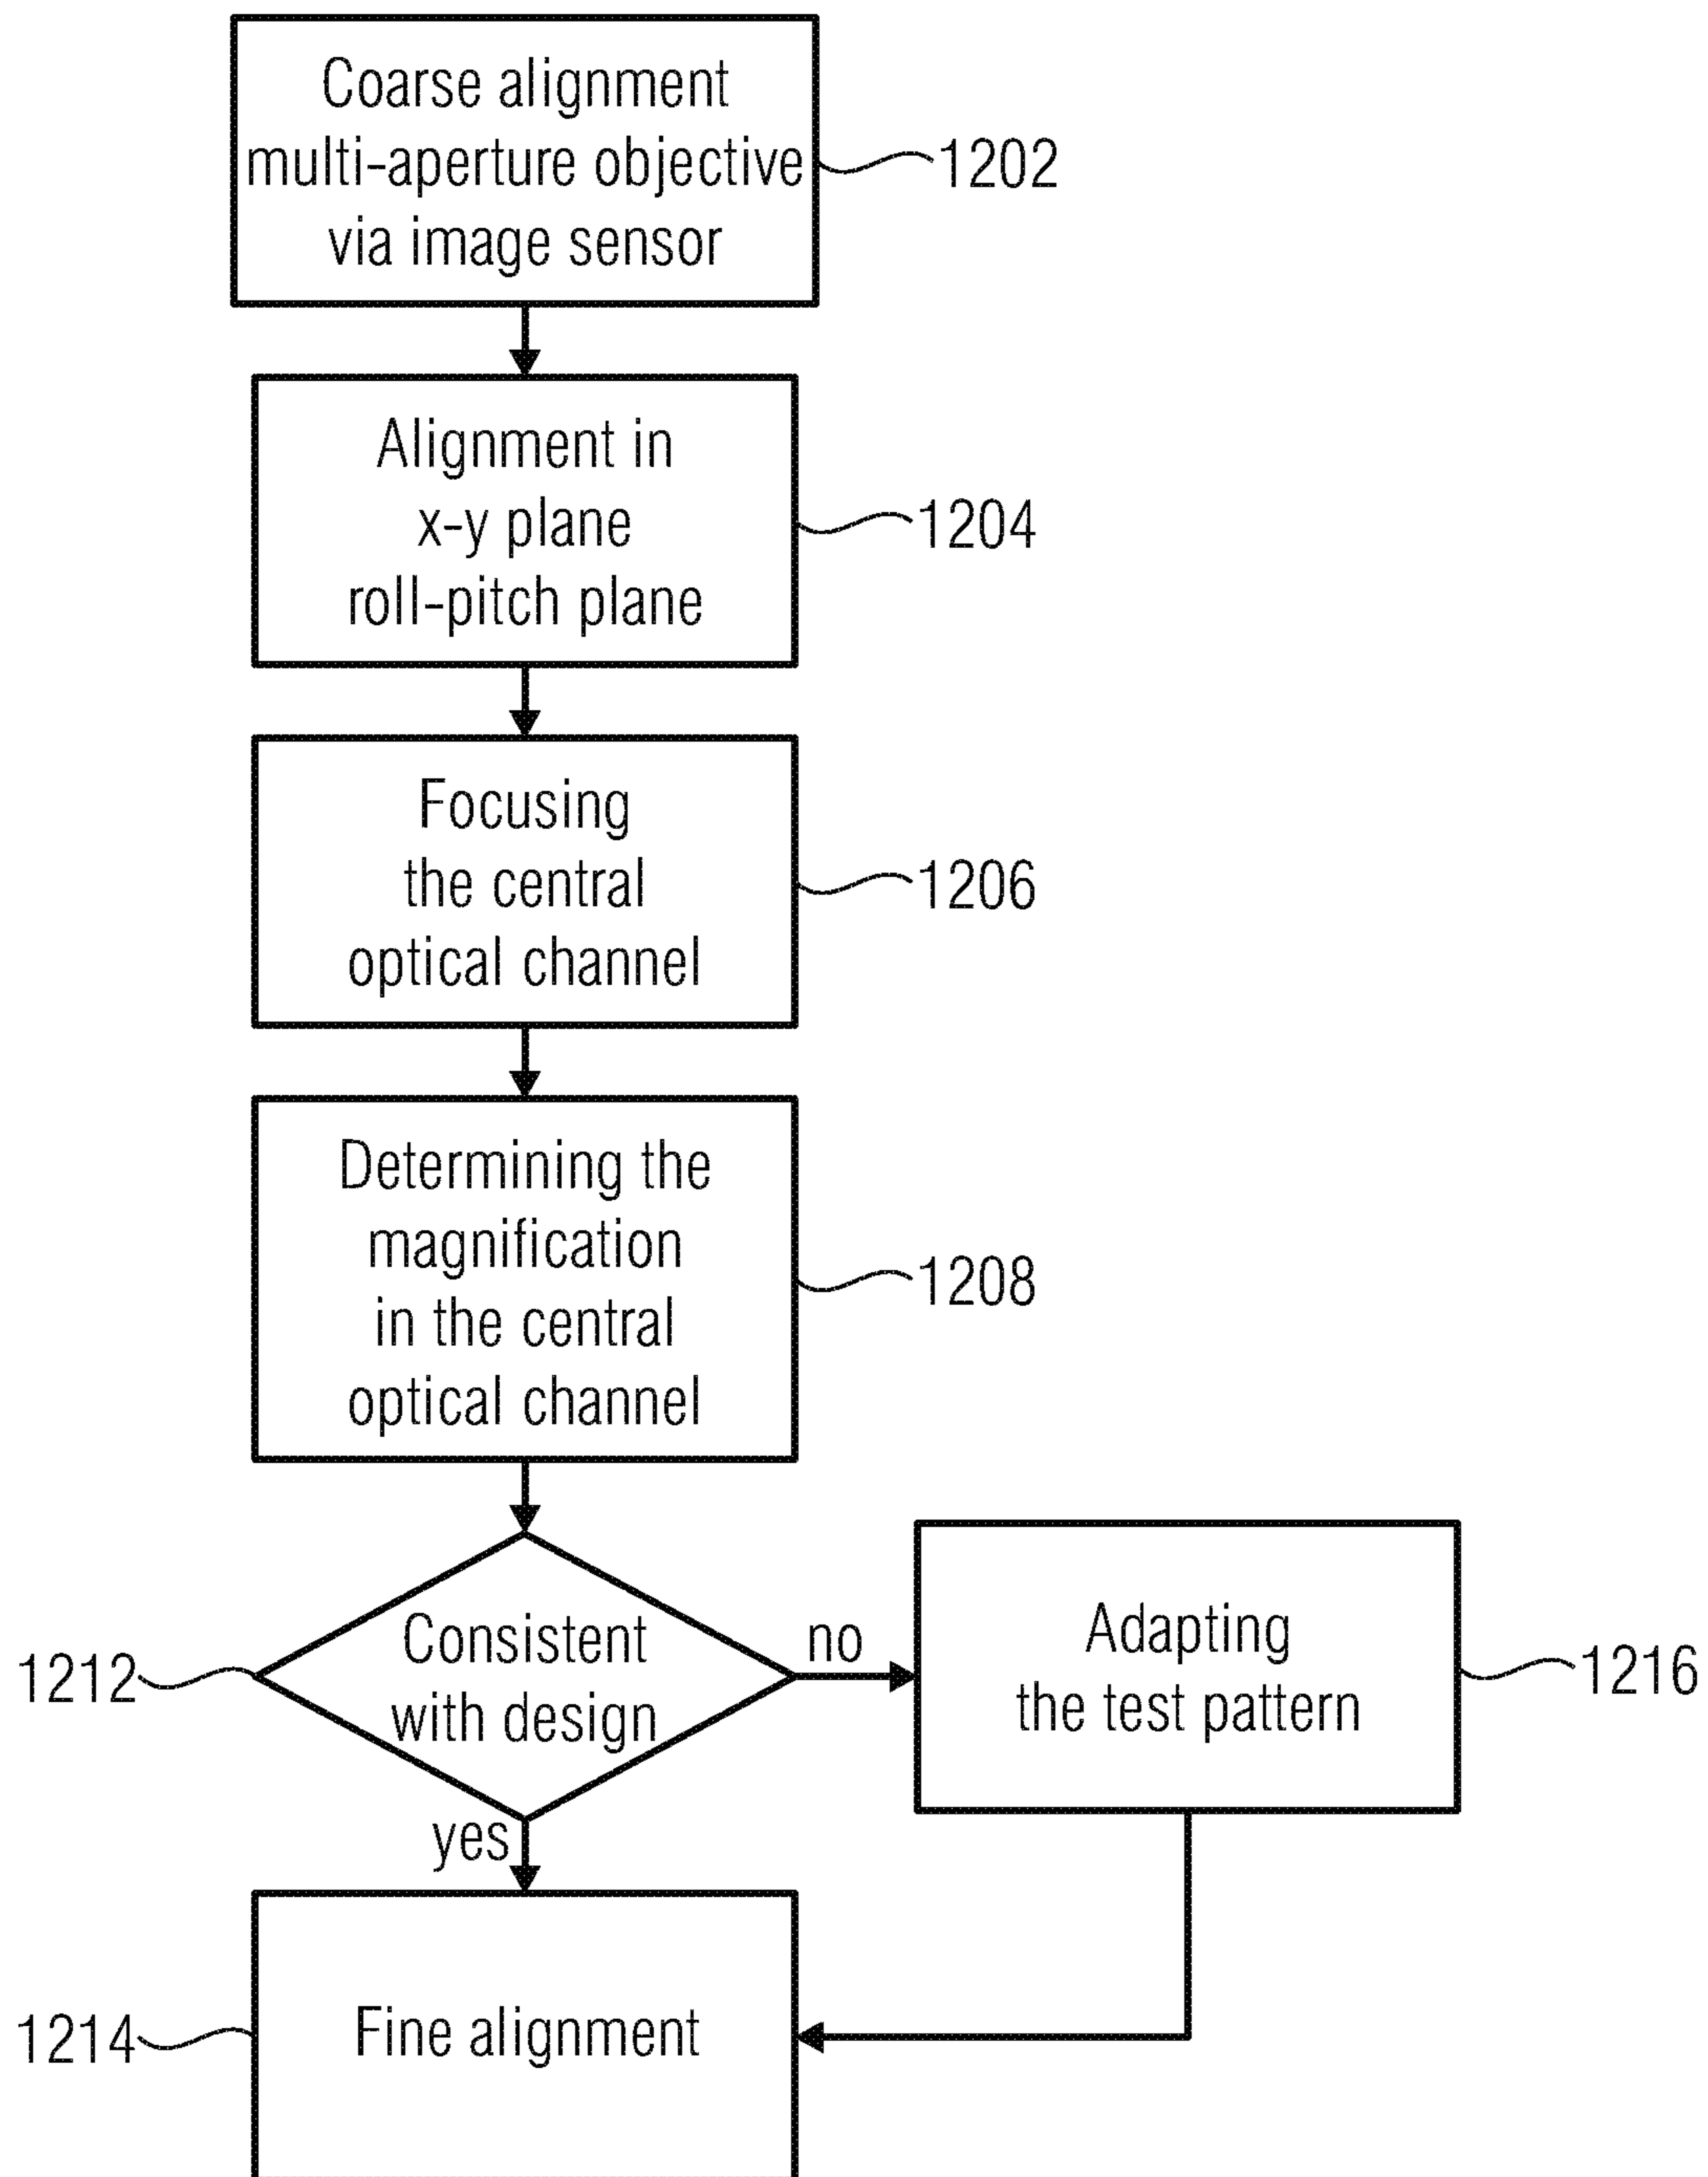 Coarse alignment
multi-aperture objective
via image sensor
1202
Alignment in
x-y plane
roll-pitch plane
1204
Focusing
the central
optical channel
1206
Determining the
magnification
in the central
optical channel
1208
1212
Consistent
with design
no
Adapting
the test pattern
1216
yes
1214
Fine alignment